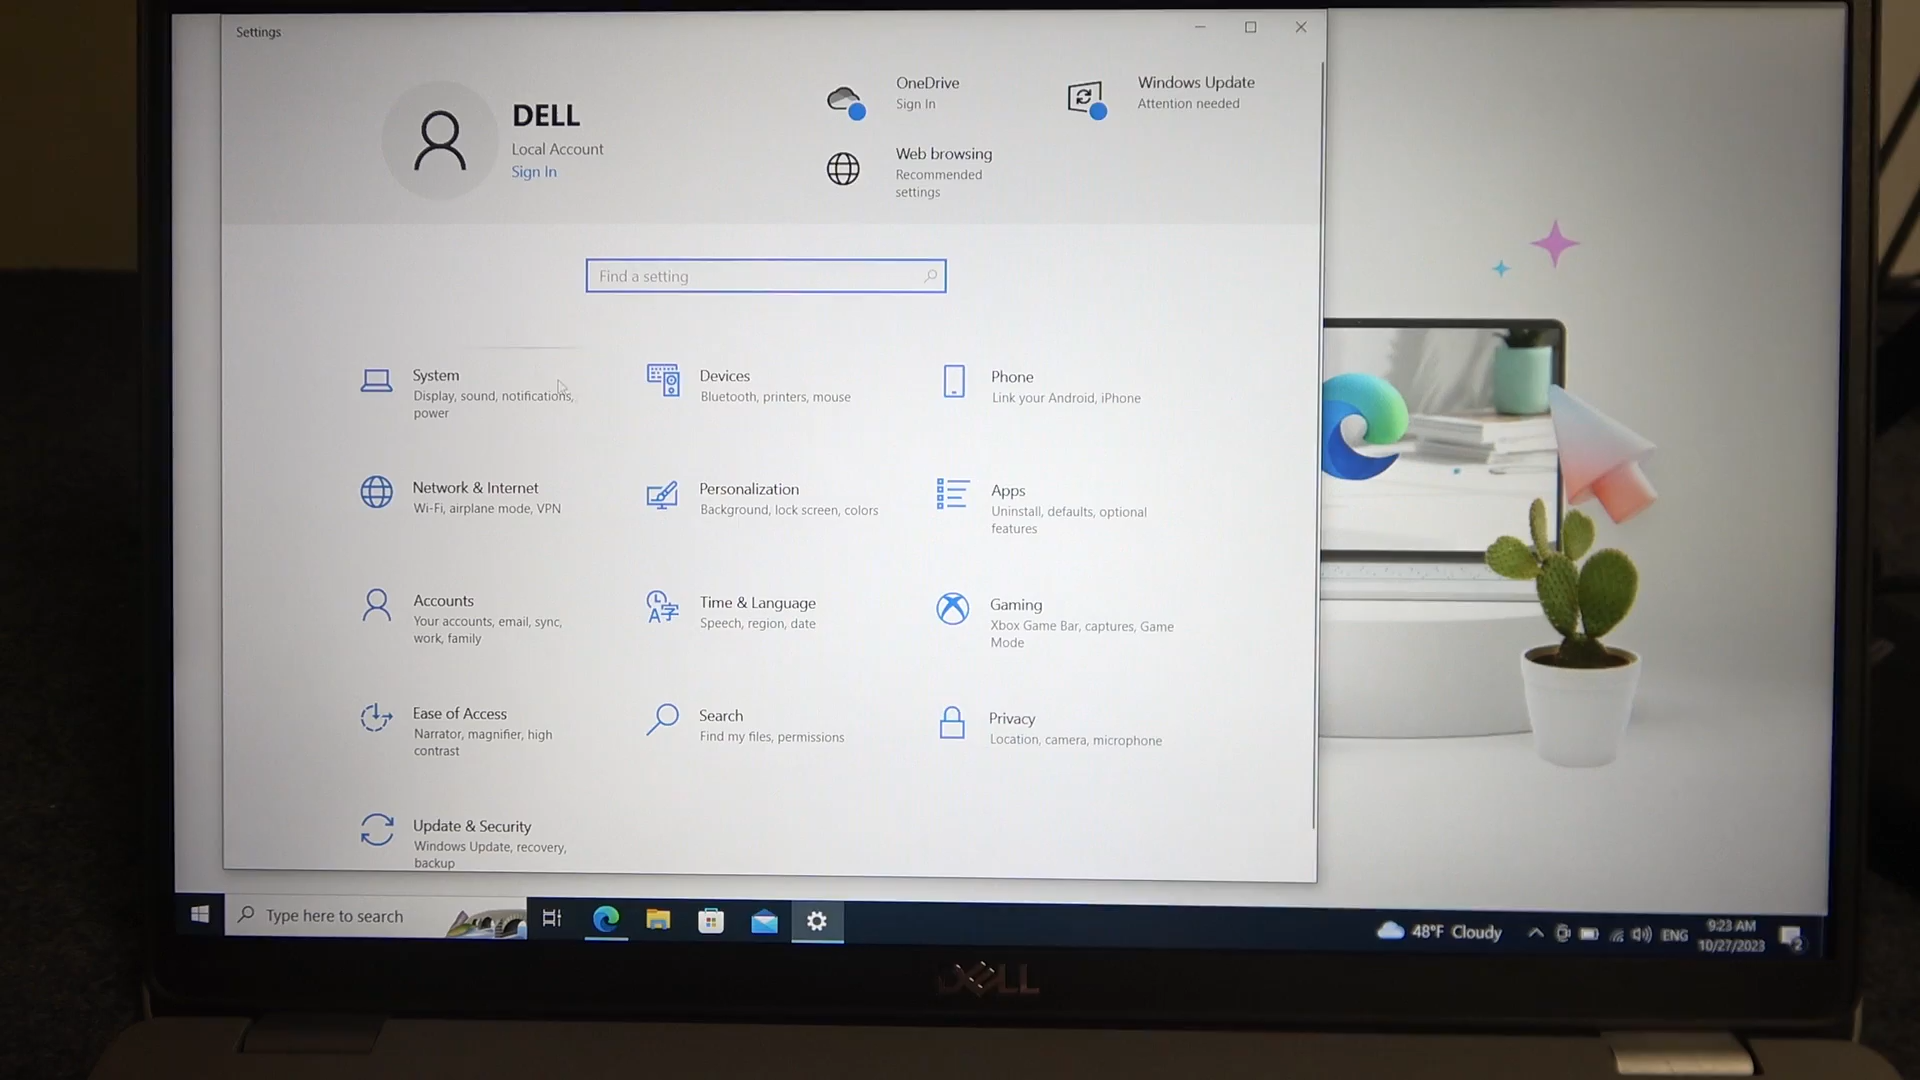 Settings
DELL
Local Account
Sign In
OneDrive
Sign In
Windows Update
Attention needed
Web browsing
Recommended
settings
Find a setting
System
Display, sound, notifications,
power
Devices
Bluetooth, printers, mouse
Phone
Link your Android, iPhone
Network & Internet
Wi-Fi, airplane mode, VPN
Personalization
Background, lock screen, colors
Apps
Uninstall, defaults, optional
features
Accounts
Your accounts, email, sync,
work, family
Time & Language
Speech, region, date
Gaming
Xbox Game Bar, captures, Game
Mode
Ease of Access
Narrator, magnifier, high
contrast
Search
Find my files, permissions
Privacy
Location, camera, microphone
Update & Security
Windows Update, recovery,
backup
Type here to search
48°F Cloudy
ENG
9:23 AM
10/27/2023
2
DELL